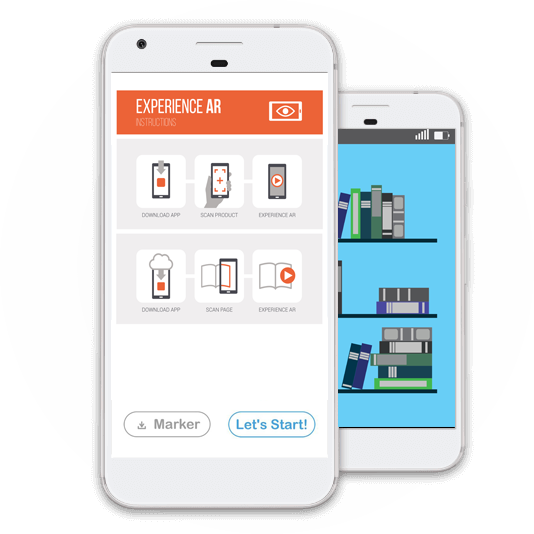 EXPERIENCE AR
INSTRUCTIONS
DOWNLOAD APP SCAN PRODUCT EXPERIENCE AR
DOWNLOAD APP SCAN PAGE EXPERIENCE AR
Marker Let's Start!